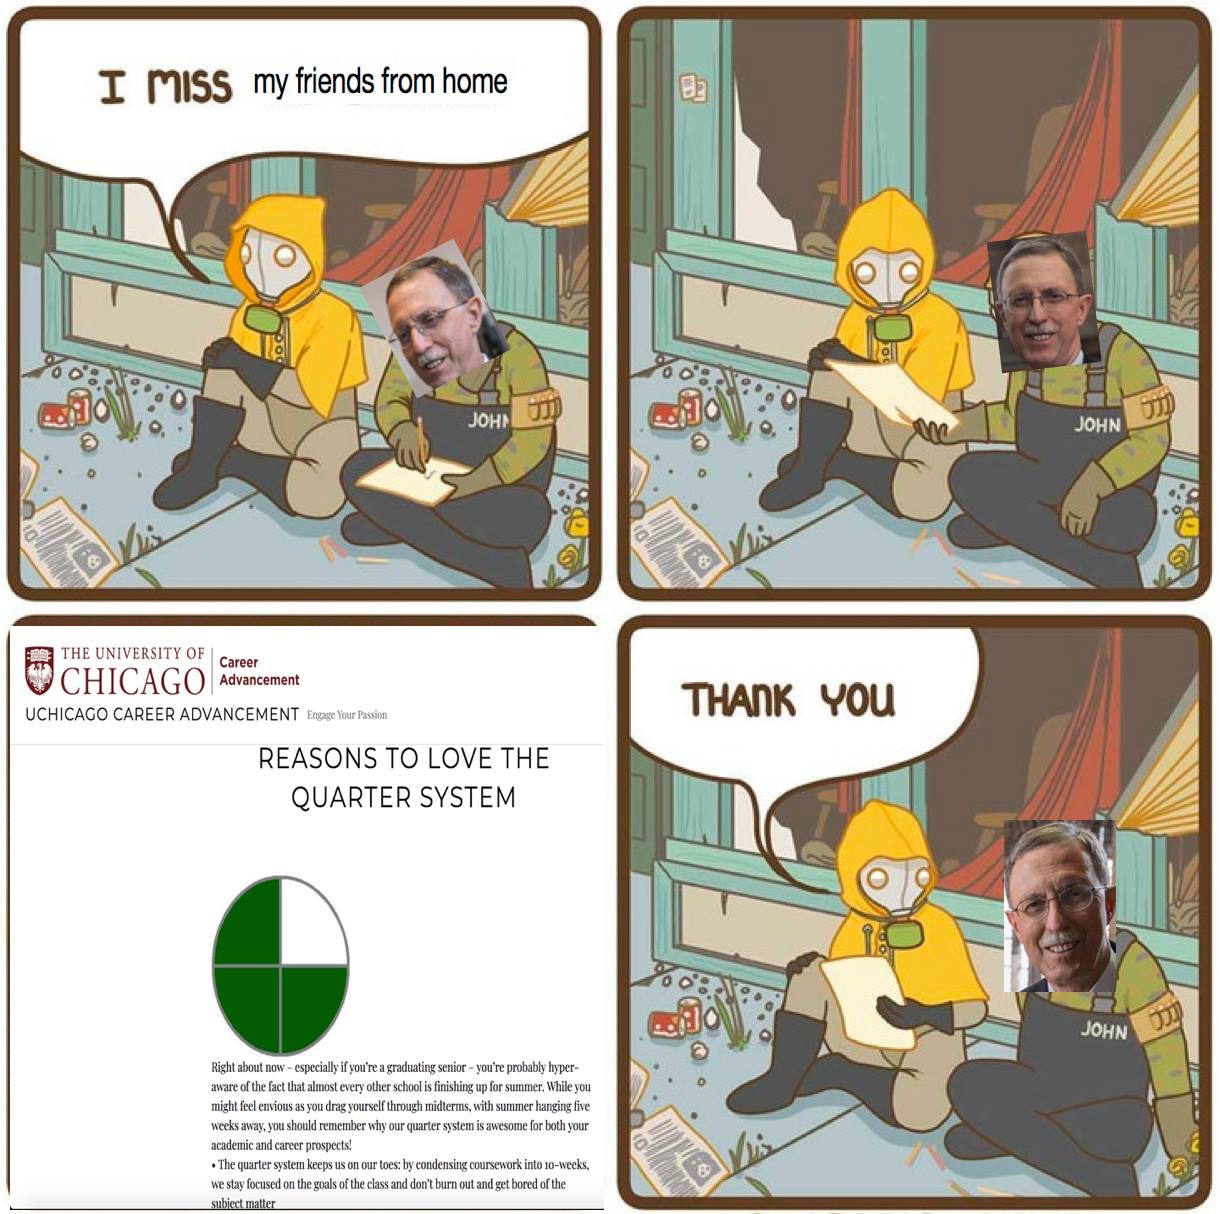 I MISS my friends from home
JOHN
JOHN
THE UNIVERSITY OF
CHICAGO
Career
Advancement
UCHICAGO CAREER ADVANCEMENT Engage Your Passion
REASONS TO LOVE THE
QUARTER SYSTEM
Right about now – especially if you're a graduating senior – you're probably hyper-
aware of the fact that almost every other school is finishing up for summer. While you
might feel envious as you drag yourself through midterms, with summer hanging five
weeks away, you should remember why our quarter system is awesome for both your
academic and career prospects!
• The quarter system keeps us on our toes: by condensing coursework into 10-weeks,
we stay focused on the goals of the class and don't burn out and get bored of the
subject matter
THANK YOU
JOHN